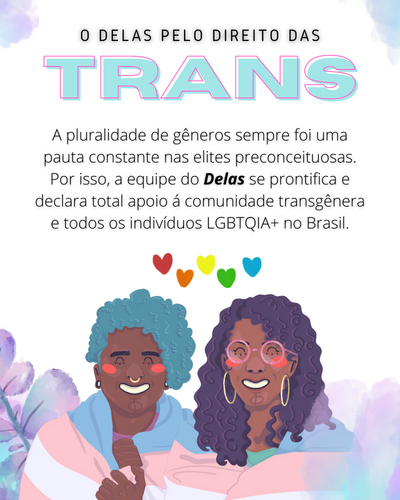 O DELAS PELO DIREITO DAS
TRANS
A pluralidade de gêneros sempre foi uma
pauta constante nas elites preconceituosas.
Por isso, a equipe do Delas se prontifica e
declara total apoio á comunidade transgênera
e todos os indivíduos LGBTQIA+ no Brasil.